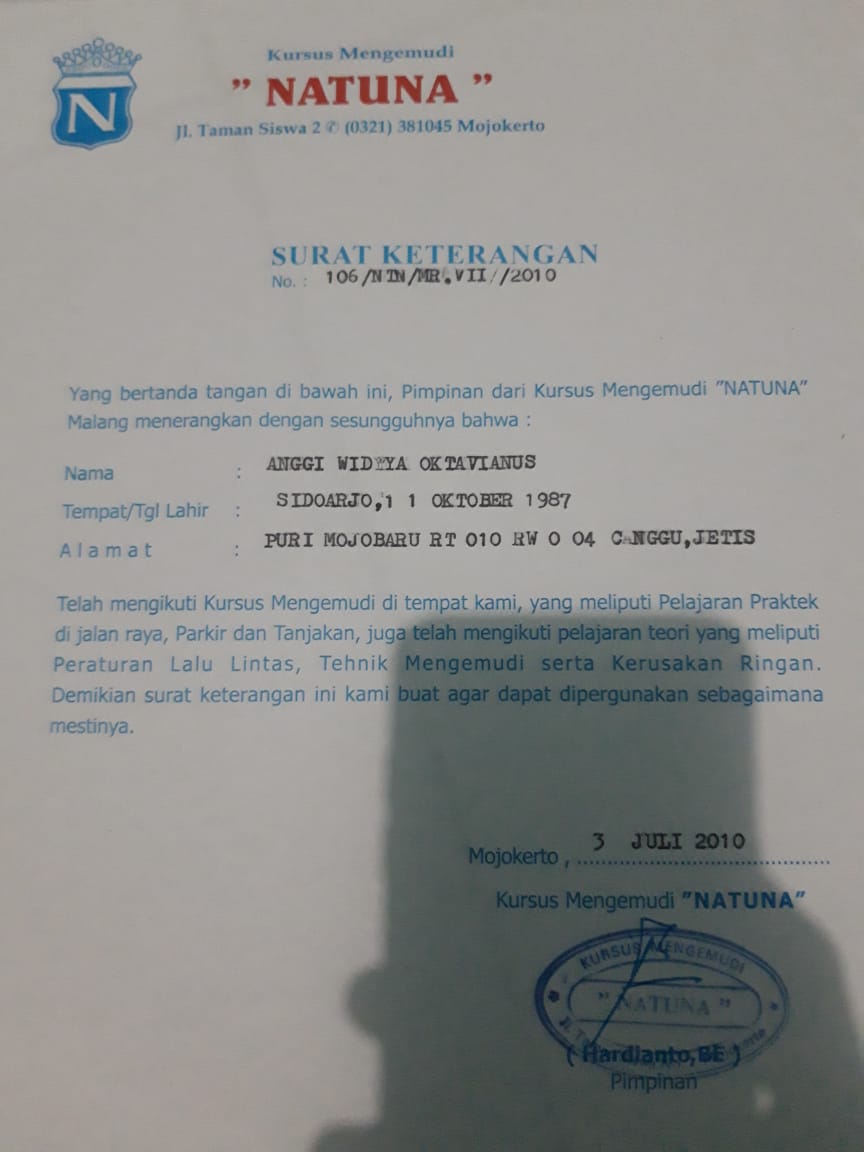 N
Kursus Mengemudi
" NATUNA "
Jl. Taman Siswa 2 ✆ (0321) 381045 Mojokerto
SURAT KETERANGAN
No. : 106/NTN/MR.VII//2010
Yang bertanda tangan di bawah ini, Pimpinan dari Kursus Mengemudi "NATUNA"
Malang menerangkan dengan sesungguhnya bahwa :
Nama : ANGGI WIDYYA OKTAVIANUS
Tempat/Tgl Lahir : SIDOARJO,1 1 OKTOBER 1987
Alamat : PURI MOJOBARU RT 010 RW 0 04 CANGGU,JETIS
Telah mengikuti Kursus Mengemudi di tempat kami, yang meliputi Pelajaran Praktek
di jalan raya, Parkir dan Tanjakan, juga telah mengikuti pelajaran teori yang meliputi
Peraturan Lalu Lintas, Tehnik Mengemudi serta Kerusakan Ringan.
Demikian surat keterangan ini kami buat agar dapat dipergunakan sebagaimana
mestinya.
Mojokerto , 3 JULI 2010
Kursus Mengemudi "NATUNA"
KURSUS MENGEMUDI
" NATUNA "
( Hardianto,BE )
Pimpinan